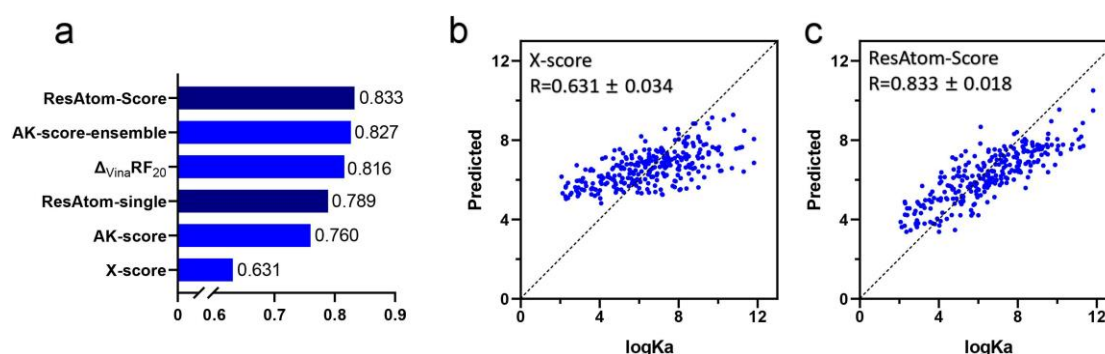 a
ResAtom-Score 0.833
AK-score-ensemble 0.827
ΔVinaRF20 0.816
ResAtom-single 0.789
AK-score 0.760
X-score 0.631
0 0.6 0.7 0.8 0.9
b
X-score
R=0.631 ± 0.034
Predicted
12
8
4
0
0 4 8 12
logKa
c
ResAtom-Score
R=0.833 ± 0.018
Predicted
12
8
4
0
0 4 8 12
logKa